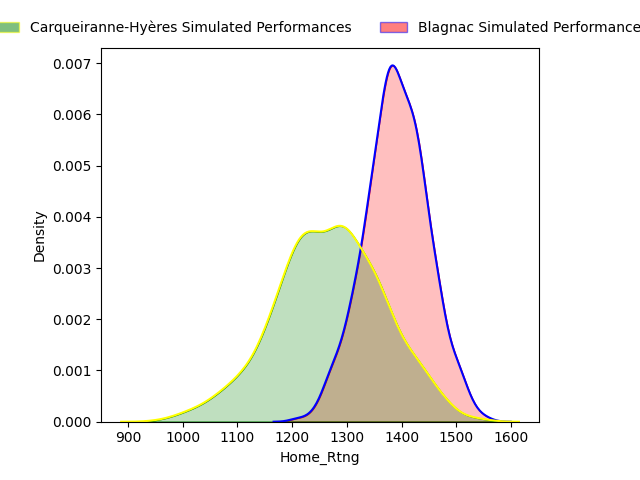 Carqueiranne-Hyères Simulated Performances
Blagnac Simulated Performance
0.007
0.006
0.005
0.004
0.003
0.002
0.001
0.000
Density
900 1000 1100 1200 1300 1400 1500 1600
Home_Rtng